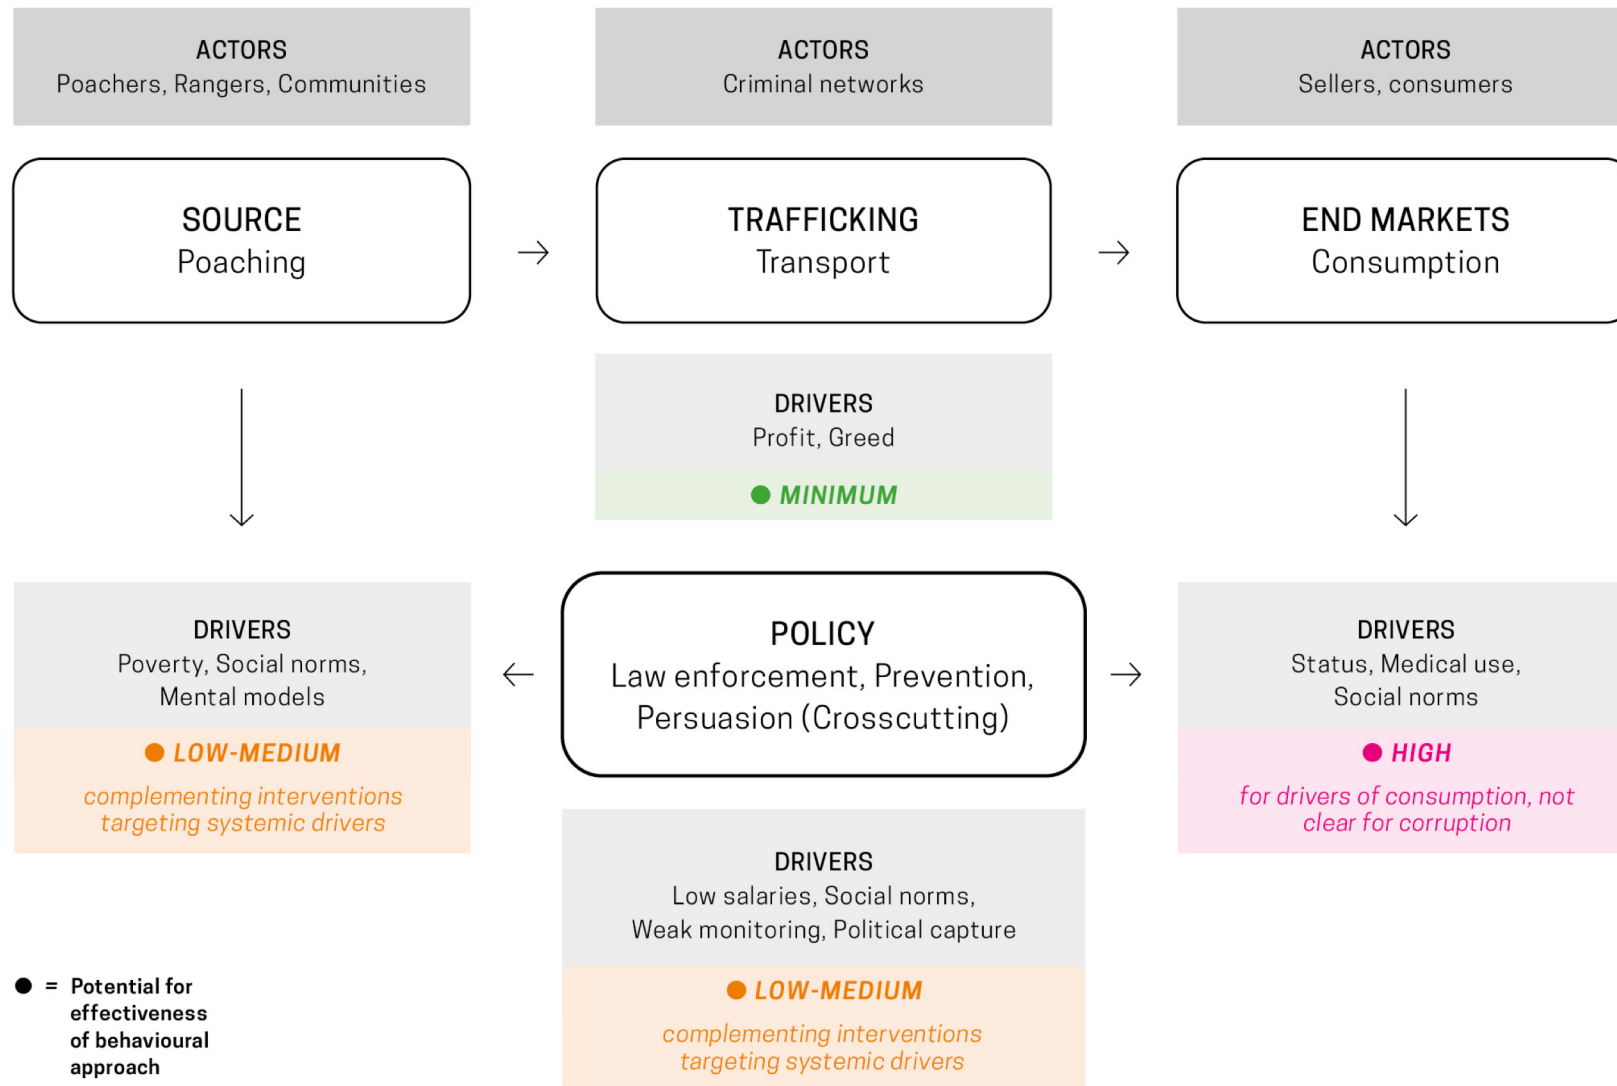 ACTORS
Poachers, Rangers, Communities
ACTORS
Criminal networks
ACTORS
Sellers, consumers
SOURCE
Poaching
→
TRAFFICKING
Transport
→
END MARKETS
Consumption
DRIVERS
Profit, Greed
● MINIMUM
DRIVERS
Poverty, Social norms,
Mental models
● LOW-MEDIUM
complementing interventions
targeting systemic drivers
←
POLICY
Law enforcement, Prevention,
Persuasion (Crosscutting)
→
DRIVERS
Status, Medical use,
Social norms
● HIGH
for drivers of consumption, not
clear for corruption
DRIVERS
Low salaries, Social norms,
Weak monitoring, Political capture
● LOW-MEDIUM
complementing interventions
targeting systemic drivers
● = Potential for
effectiveness
of behavioural
approach